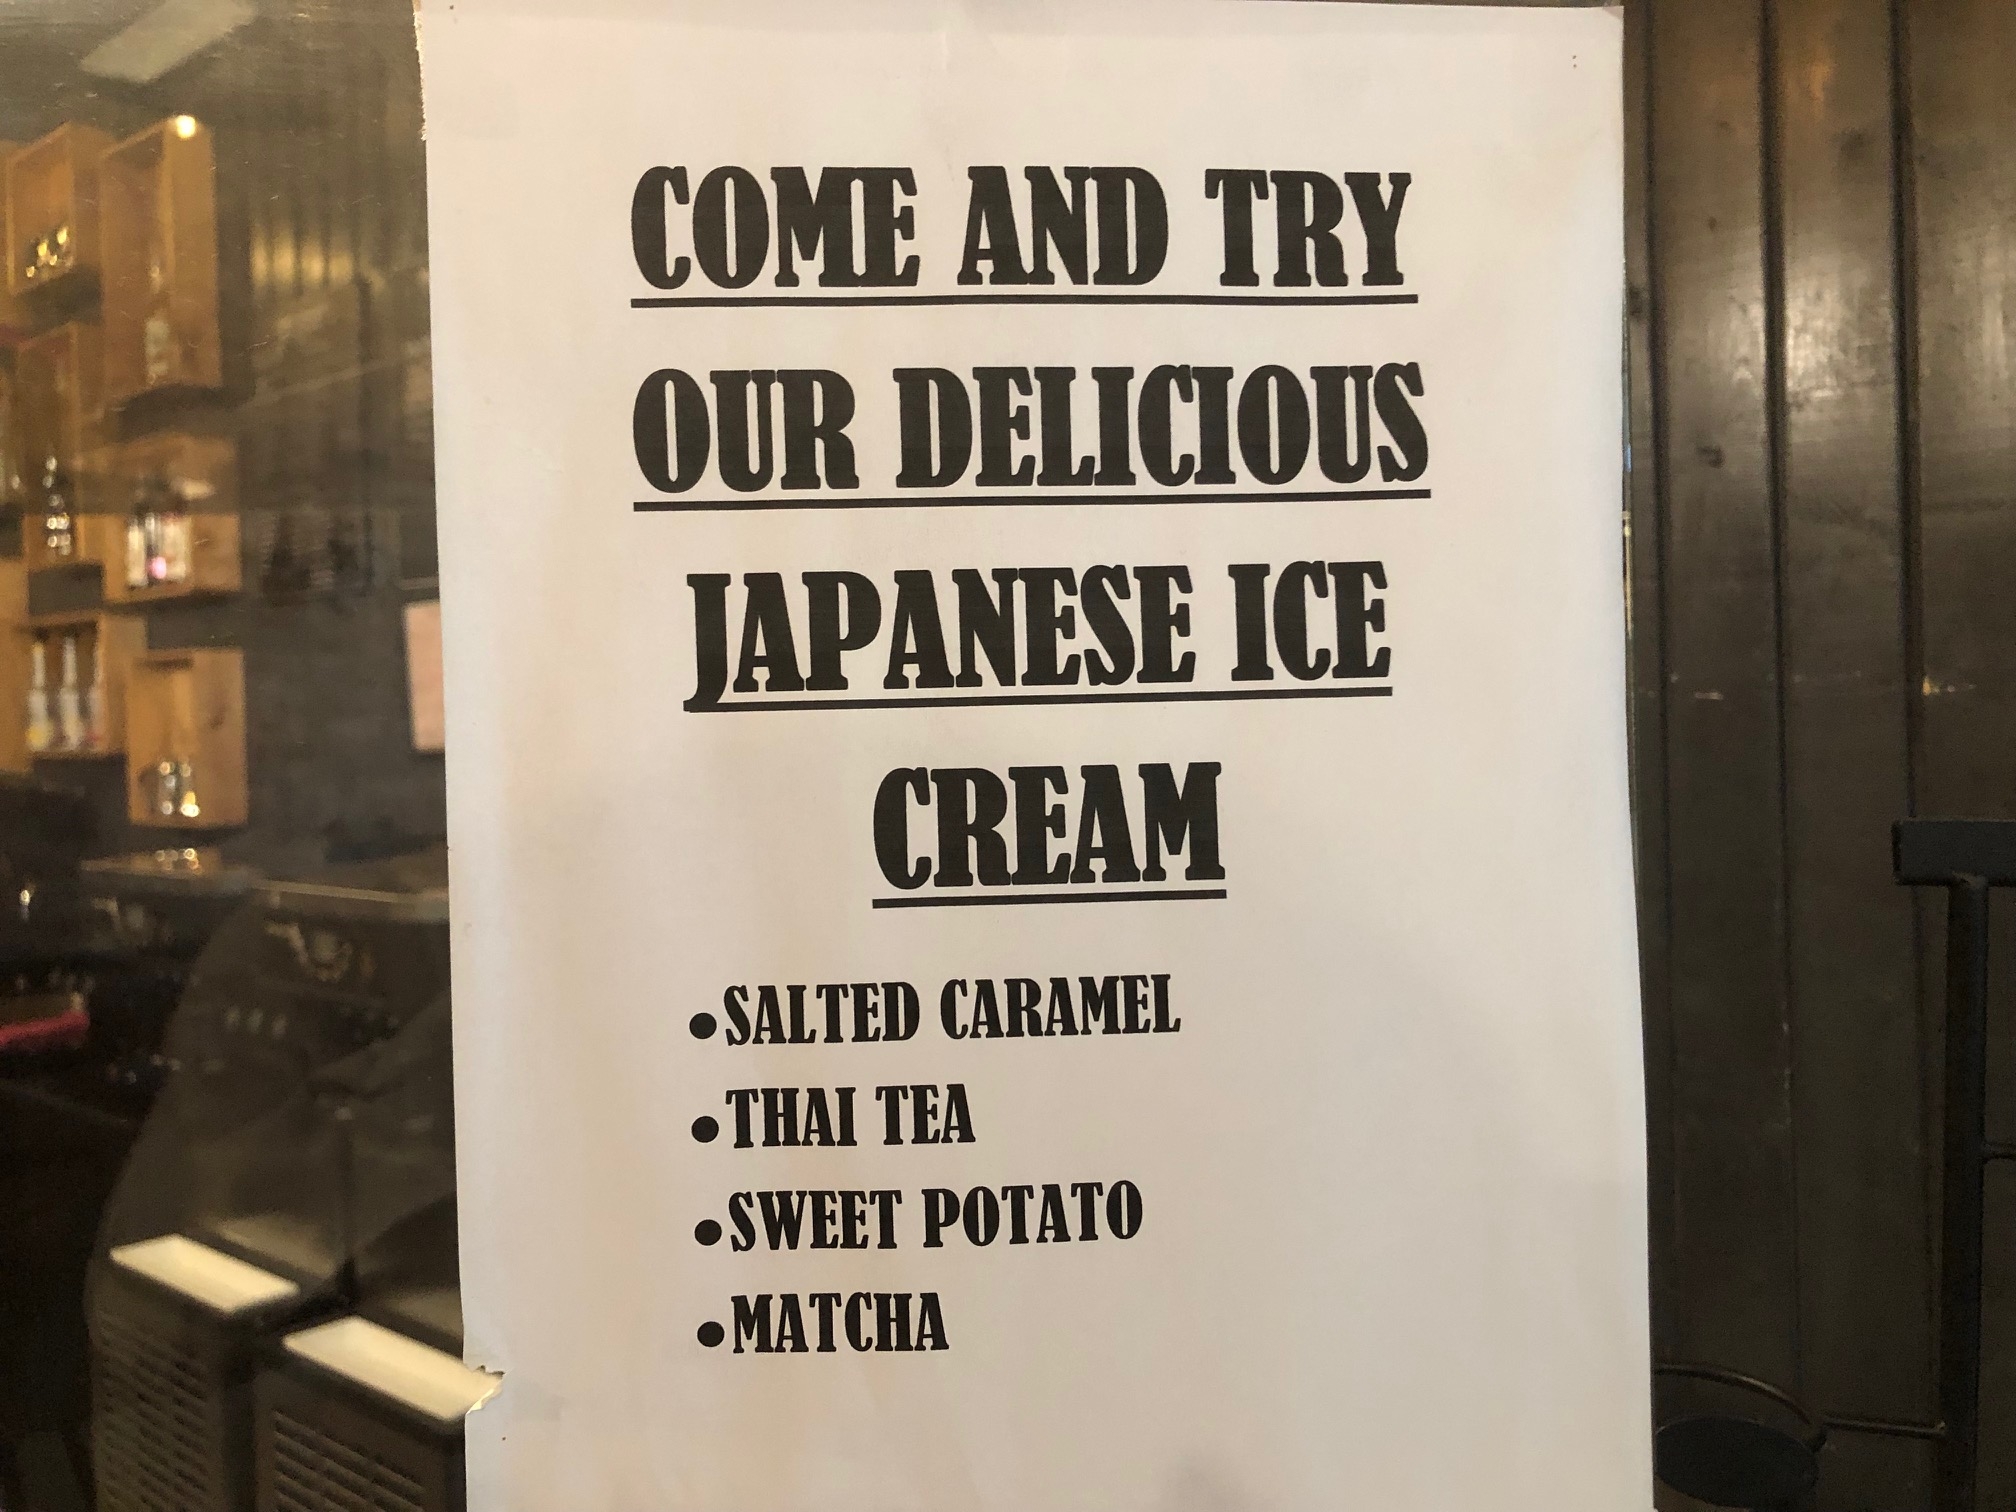 COME AND TRY
OUR DELICIOUS
JAPANESE ICE
CREAM
•SALTED CARAMEL
•THAI TEA
•SWEET POTATO
•MATCHA